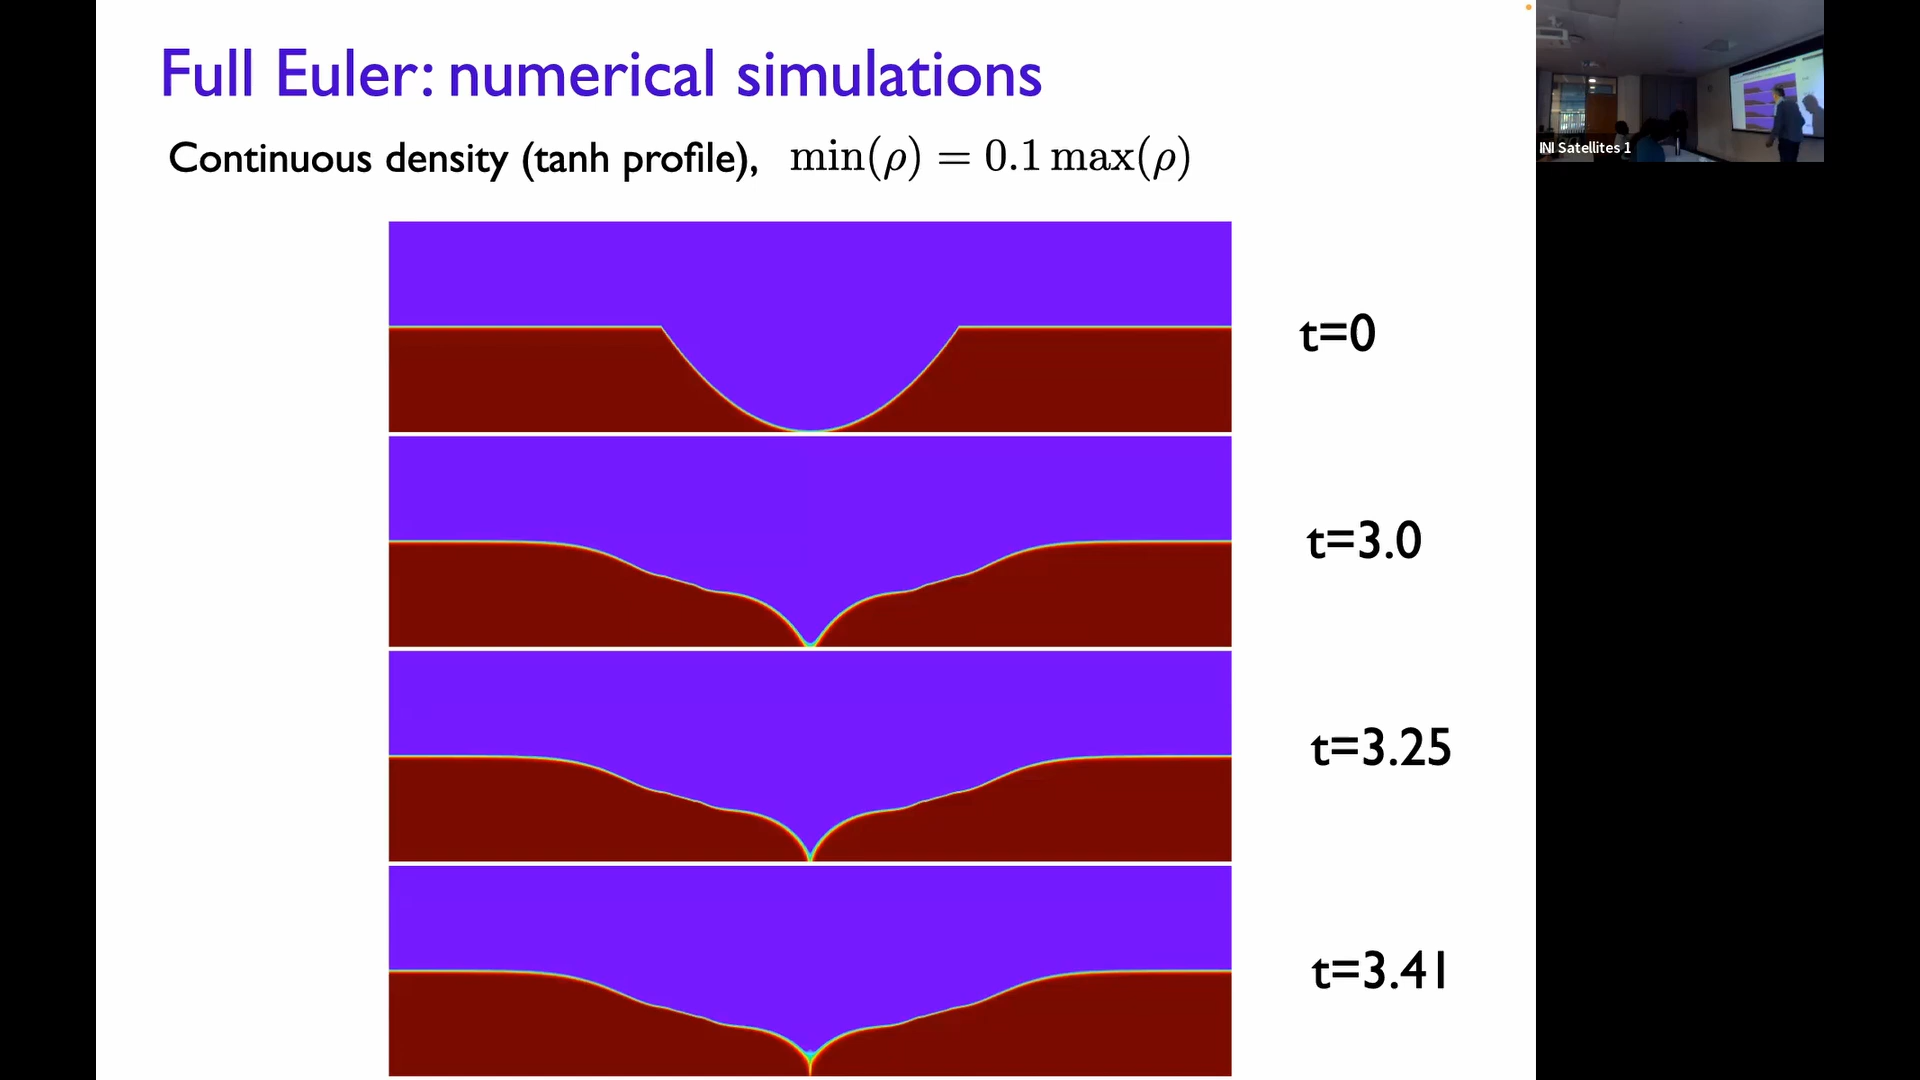 Full Euler: numerical simulations
Continuous density (tanh profile), min(ρ) = 0.1 max(ρ)
t=0
t=3.0
t=3.25
t=3.41
INI Satellites 1